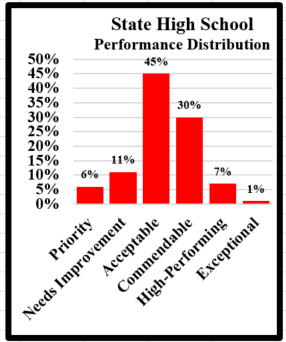 State High School
Performance Distribution
50%
45%
40%
35%
30%
25%
20%
15%
10%
5%
0%
6%
11%
45%
30%
7%
1%
Priority
Needs Improvement
Acceptable
Commendable
High-Performing
Exceptional